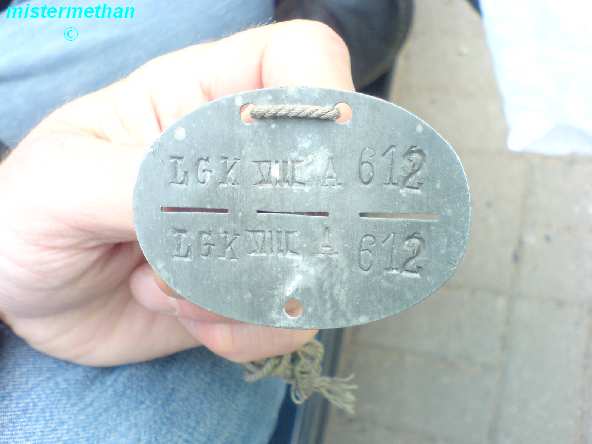 mistermethan
©
LGK VIII A 612
LGK VIII A 612